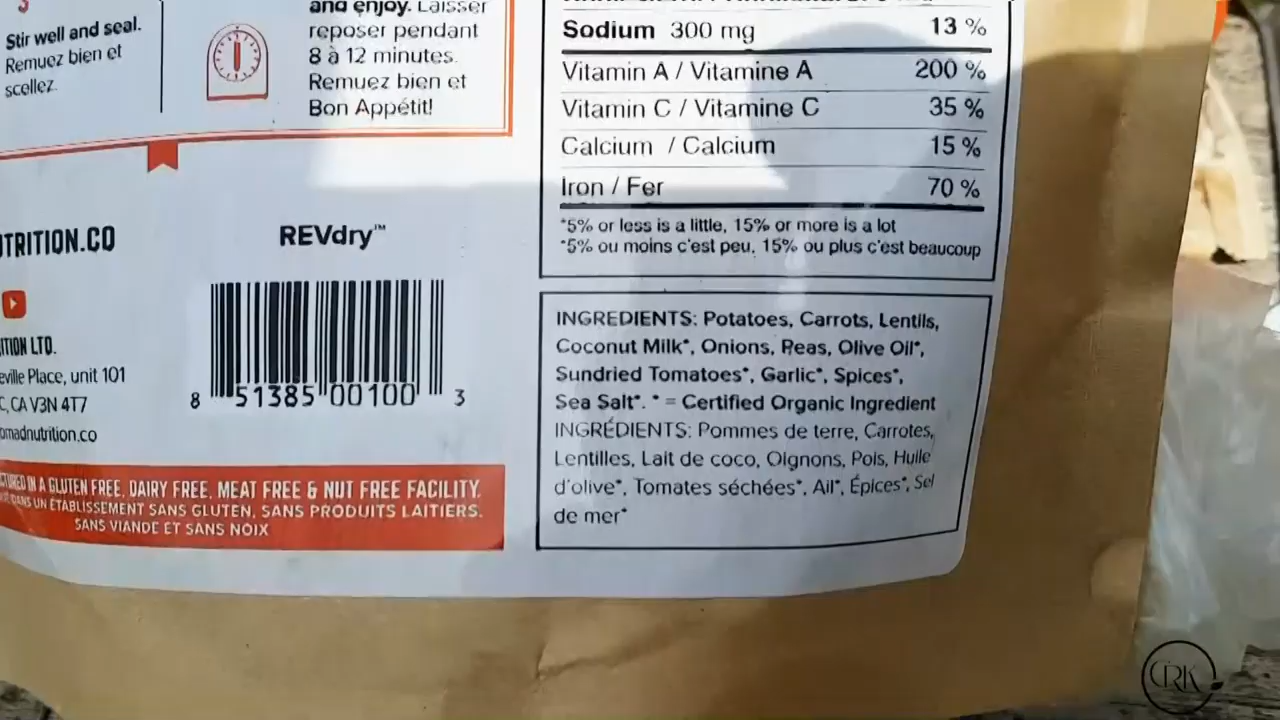 Stir well and seal.
Remuez bien et
scellez.
and enjoy. Laisser
reposer pendant
8 à 12 minutes.
Remuez bien et
Bon Appétit!
Sodium 300 mg 13 %
Vitamin A / Vitamine A 200 %
Vitamin C / Vitamine C 35 %
Calcium / Calcium 15 %
Iron / Fer 70 %
*5% or less is a little, 15% or more is a lot
*5% ou moins c'est peu, 15% ou plus c'est beaucoup
TRITION.CO
REVdry™
ITION LTD.
eville Place, unit 101
C, CA V3N 4T7
omadnutrition.co
8 51385 00100 3
INGREDIENTS: Potatoes, Carrots, Lentils,
Coconut Milk*, Onions, Peas, Olive Oil*,
Sundried Tomatoes*, Garlic*, Spices*,
Sea Salt*. * = Certified Organic Ingredient
INGRÉDIENTS: Pommes de terre, Carrotes,
Lentilles, Lait de coco, Oignons, Pois, Huile
d'olive*, Tomates séchées*, Ail*, Épices*, Sel
de mer*
IN A GLUTEN FREE, DAIRY FREE, MEAT FREE & NUT FREE FACILITY.
DANS UN ÉTABLISSEMENT SANS GLUTEN, SANS PRODUITS LAITIERS,
SANS VIANDE ET SANS NOIX
CRK